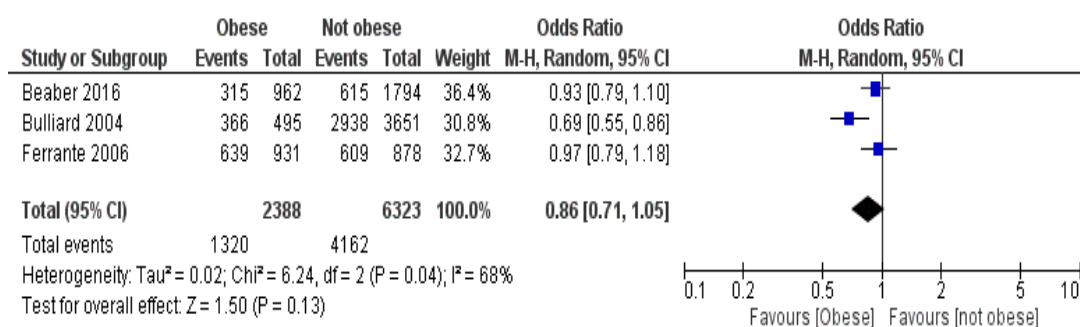 Obese Not obese Odds Ratio Odds Ratio
Study or Subgroup Events Total Events Total Weight M-H, Random, 95% CI M-H, Random, 95% CI
Beaber 2016 315 962 615 1794 36.4% 0.93 [0.79, 1.10]
Bulliard 2004 366 495 2938 3651 30.8% 0.69 [0.55, 0.86]
Ferrante 2006 639 931 609 878 32.7% 0.97 [0.79, 1.18]
Total (95% CI) 2388 6323 100.0% 0.86 [0.71, 1.05]
Total events 1320 4162
Heterogeneity: Tau² = 0.02; Chi² = 6.24, df = 2 (P = 0.04); I² = 68%
Test for overall effect: Z = 1.50 (P = 0.13)
0.1 0.2 0.5 1 2 5 10
Favours [Obese] Favours [not obese]